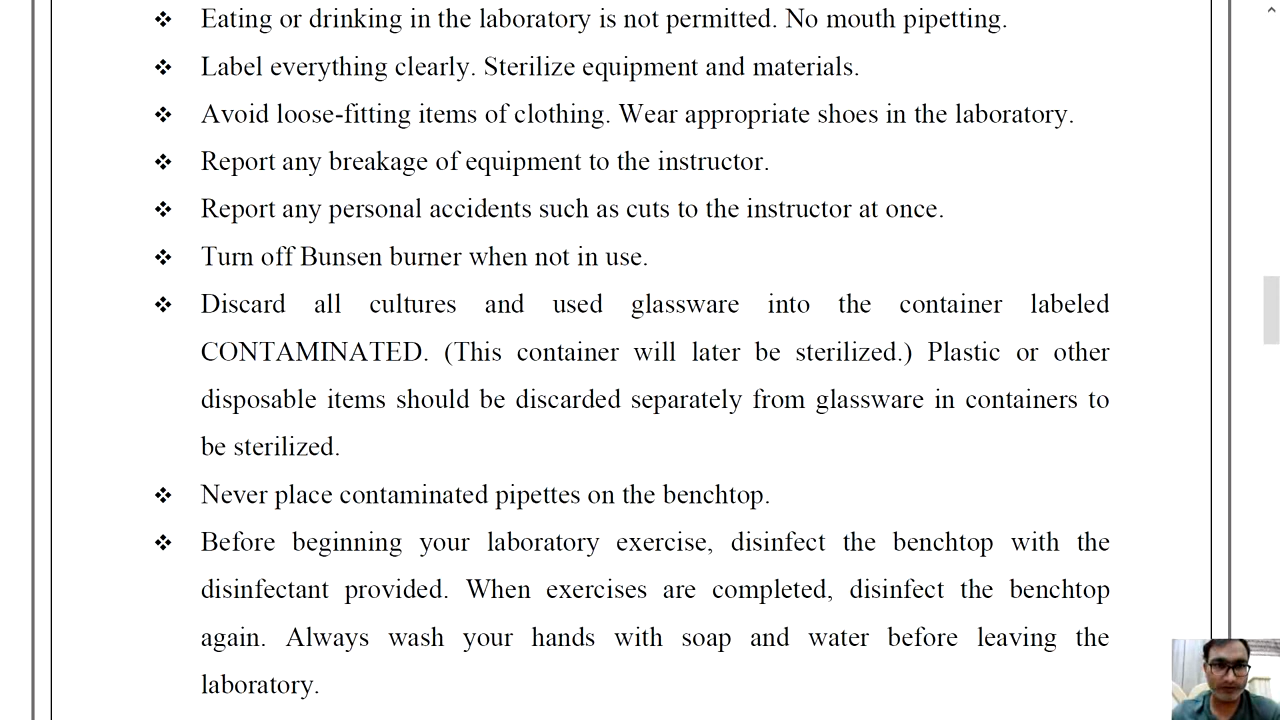 ❖ Eating or drinking in the laboratory is not permitted. No mouth pipetting.
❖ Label everything clearly. Sterilize equipment and materials.
❖ Avoid loose-fitting items of clothing. Wear appropriate shoes in the laboratory.
❖ Report any breakage of equipment to the instructor.
❖ Report any personal accidents such as cuts to the instructor at once.
❖ Turn off Bunsen burner when not in use.
❖ Discard all cultures and used glassware into the container labeled
CONTAMINATED. (This container will later be sterilized.) Plastic or other
disposable items should be discarded separately from glassware in containers to
be sterilized.
❖ Never place contaminated pipettes on the benchtop.
❖ Before beginning your laboratory exercise, disinfect the benchtop with the
disinfectant provided. When exercises are completed, disinfect the benchtop
again. Always wash your hands with soap and water before leaving the
laboratory.